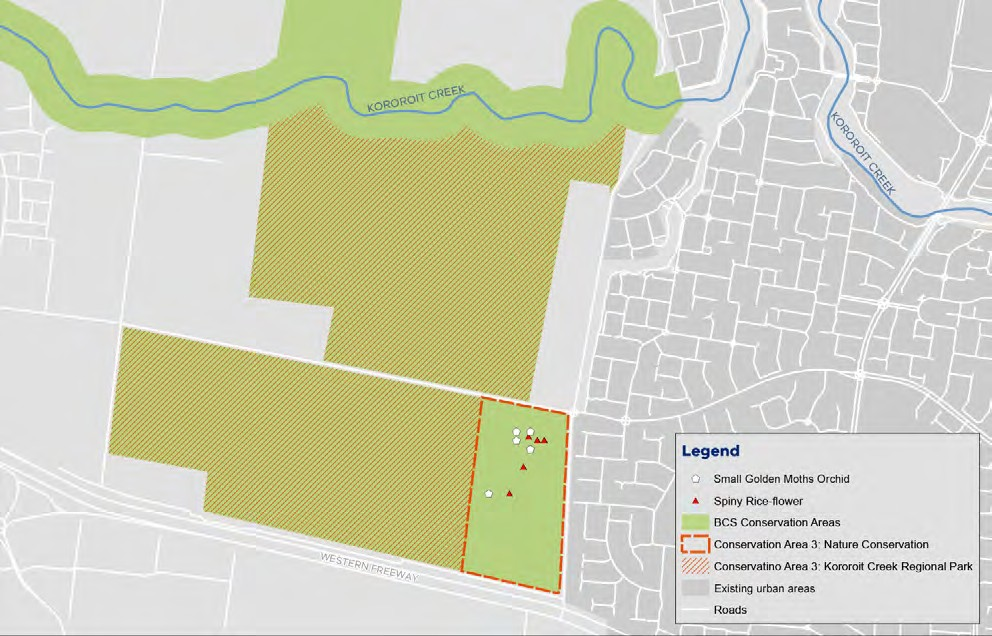 KOROROIT CREEK
KOROROIT CREEK
WESTERN FREEWAY
Legend
Small Golden Moths Orchid
Spiny Rice-flower
BCS Conservation Areas
Conservation Area 3: Nature Conservation
Conservatino Area 3: Kororoit Creek Regional Park
Existing urban areas
Roads